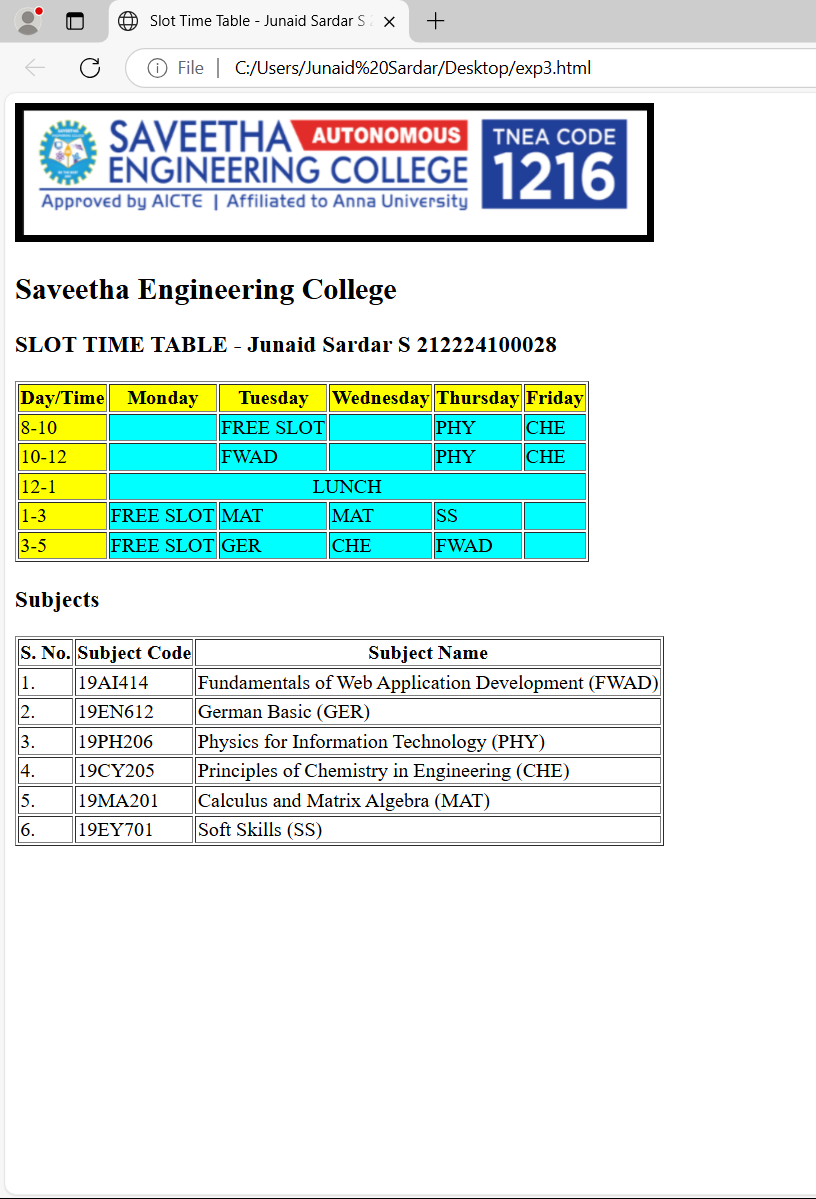 Slot Time Table - Junaid Sardar S
File | C:/Users/Junaid%20Sardar/Desktop/exp3.html
SAVEETHA AUTONOMOUS
ENGINEERING COLLEGE
Approved by AICTE | Affiliated to Anna University
TNEA CODE
1216
Saveetha Engineering College
SLOT TIME TABLE - Junaid Sardar S 212224100028
Day/Time Monday Tuesday Wednesday Thursday Friday
8-10 FREE SLOT PHY CHE
10-12 FWAD PHY CHE
12-1 LUNCH
1-3 FREE SLOT MAT MAT SS
3-5 FREE SLOT GER CHE FWAD
Subjects
S. No. Subject Code Subject Name
1. 19AI414 Fundamentals of Web Application Development (FWAD)
2. 19EN612 German Basic (GER)
3. 19PH206 Physics for Information Technology (PHY)
4. 19CY205 Principles of Chemistry in Engineering (CHE)
5. 19MA201 Calculus and Matrix Algebra (MAT)
6. 19EY701 Soft Skills (SS)